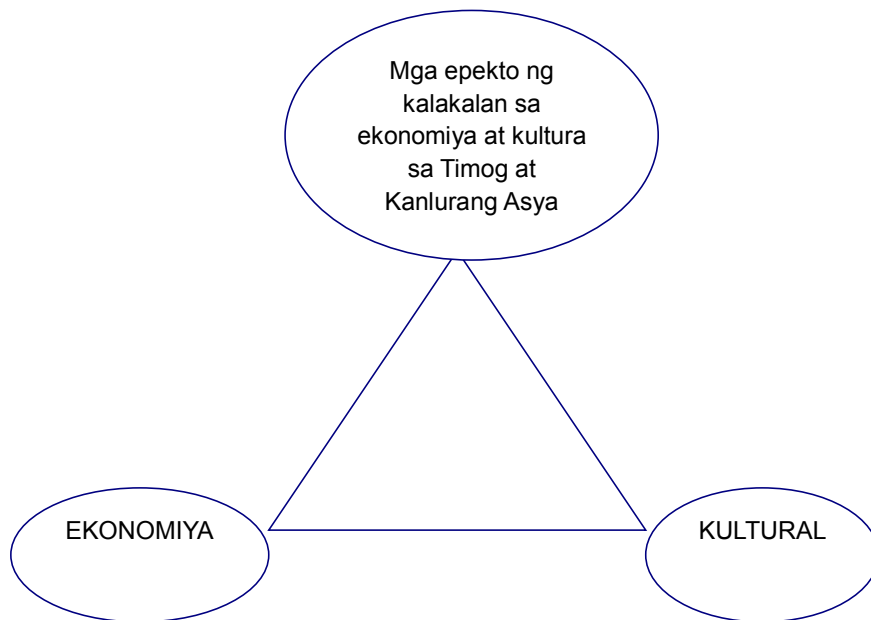 Mga epekto ng
kalakalan sa
ekonomiya at kultura
sa Timog at
Kanlurang Asya
EKONOMIYA
KULTURAL